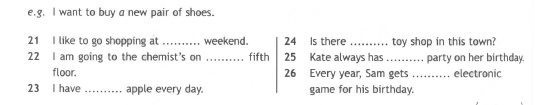 e.g. I want to buy a new pair of shoes.
21 I like to go shopping at .......... weekend.
22 I am going to the chemist's on .......... fifth
floor.
23 I have .......... apple every day.
24 Is there .......... toy shop in this town?
25 Kate always has .......... party on her birthday.
26 Every year, Sam gets .......... electronic
game for his birthday.